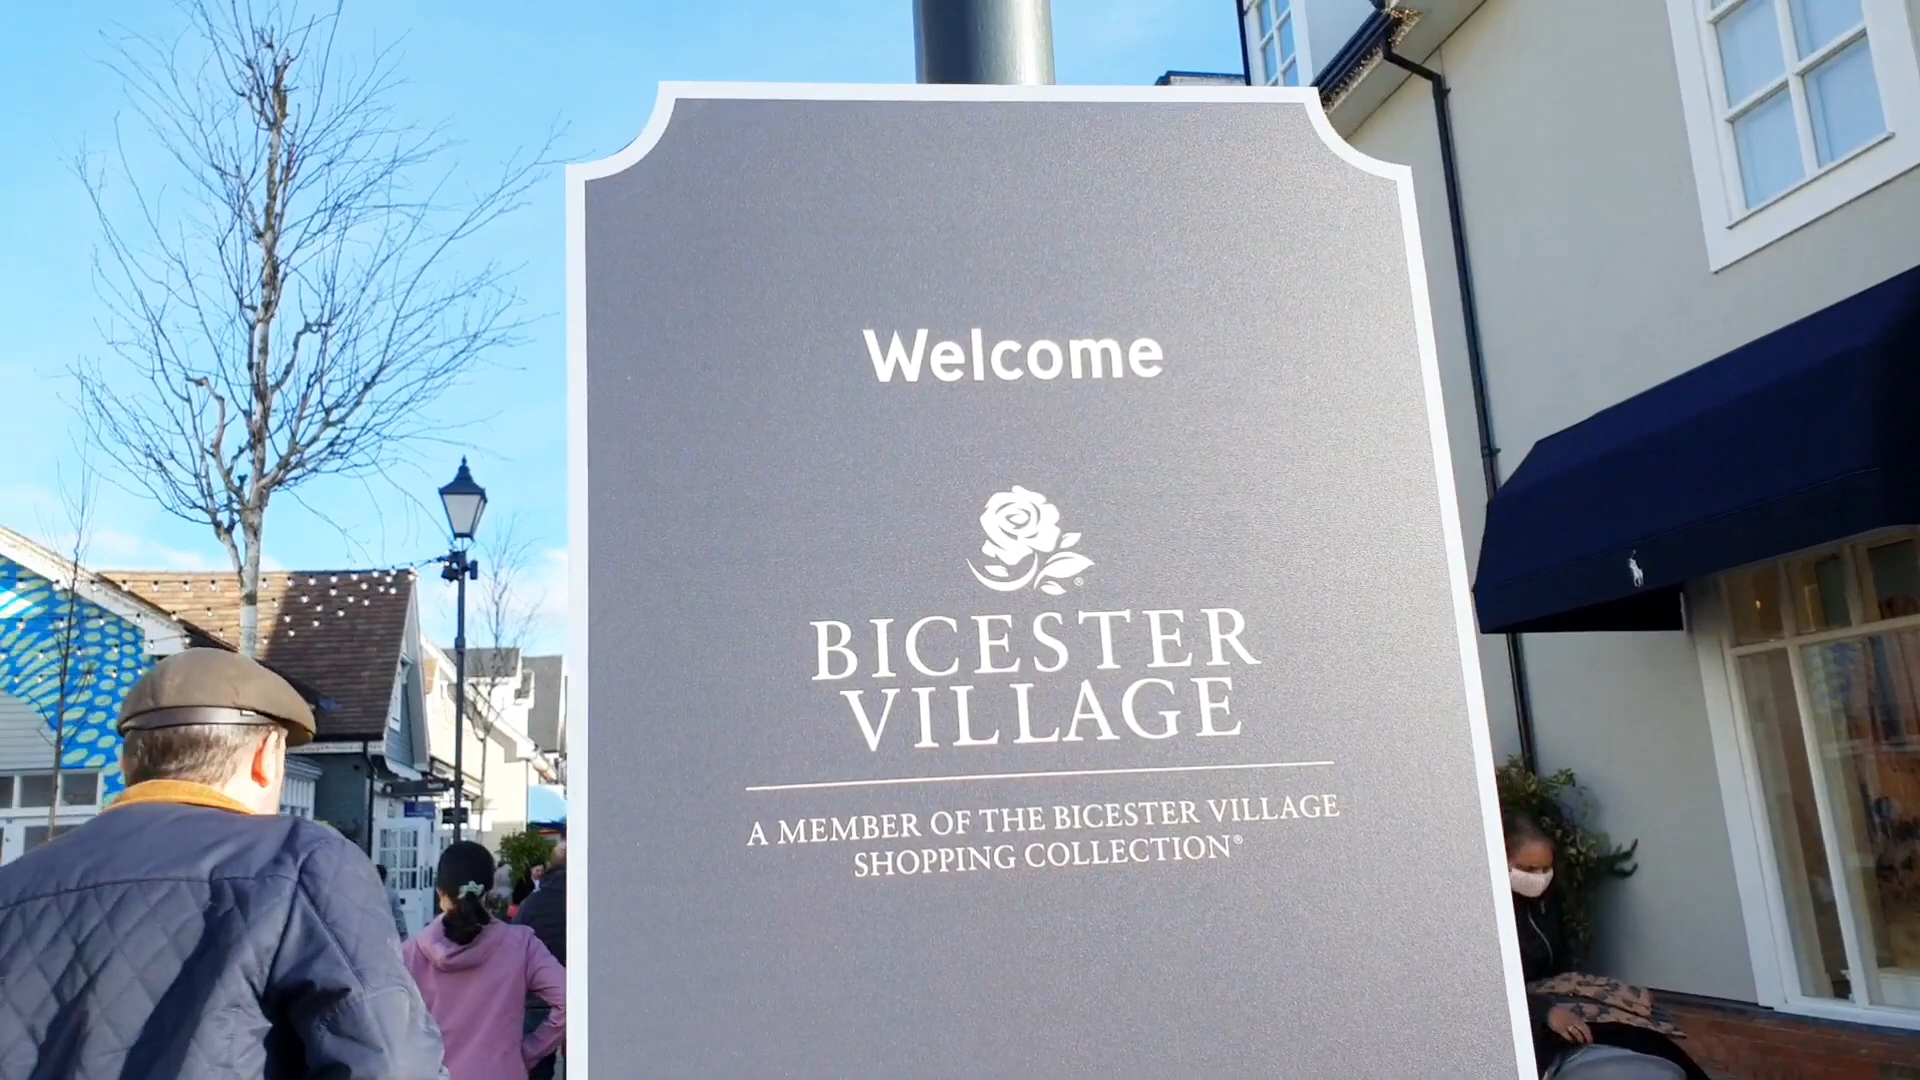 Welcome
BICESTER
VILLAGE
A MEMBER OF THE BICESTER VILLAGE
SHOPPING COLLECTION®